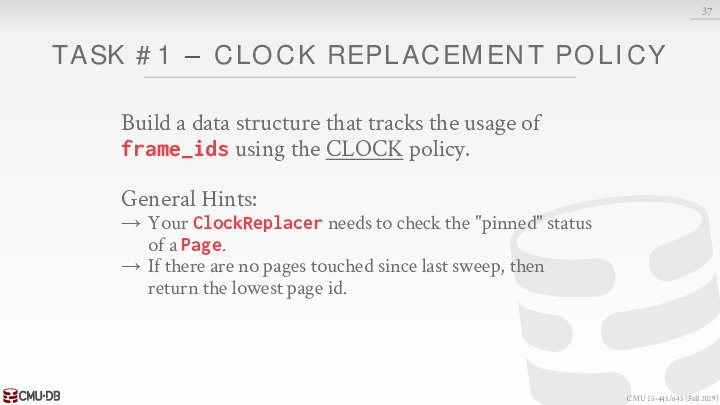 37
TASK #1 – CLOCK REPLACEMENT POLICY
Build a data structure that tracks the usage of
frame_ids using the CLOCK policy.
General Hints:
→ Your ClockReplacer needs to check the "pinned" status
of a Page.
→ If there are no pages touched since last sweep, then
return the lowest page id.
CMU·DB
CMU 15-445/645 (Fall 2019)